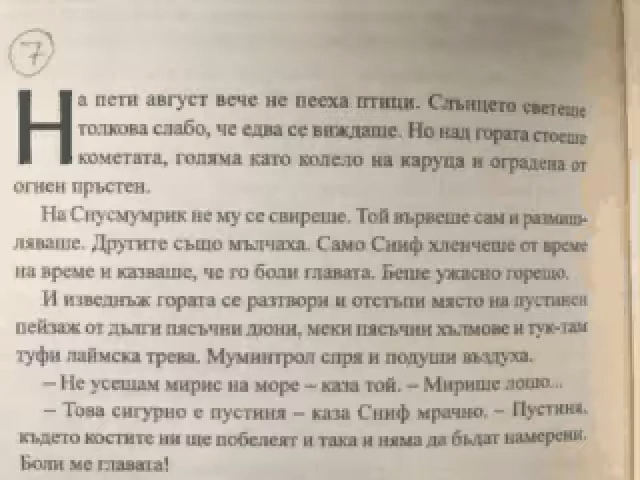 7
На пети август вече не пееха птици. Слънцето светеше
толкова слабо, че едва се виждаше. Но над гората стоеше
кометата, голяма като колело на каруца и оградена от
огнен пръстен.
На Снусмумрик не му се свиреше. Той вървеше сам и размиш-
ляваше. Другите също мълчаха. Само Сниф хленчеше от време
на време и казваше, че го боли главата. Беше ужасно горещо.
И изведнъж гората се разтвори и отстъпи място на пустинен
пейзаж от дълги пясъчни дюни, меки пясъчни хълмове и тук-там
туфи лаймска трева. Муминтрол спря и подуши въздуха.
– Не усещам мирис на море – каза той. – Мирише лошо...
– Това сигурно е пустиня – каза Сниф мрачно. – Пустиня,
където костите ни ще побелеят и така и няма да бъдат намерени.
Боли ме главата!